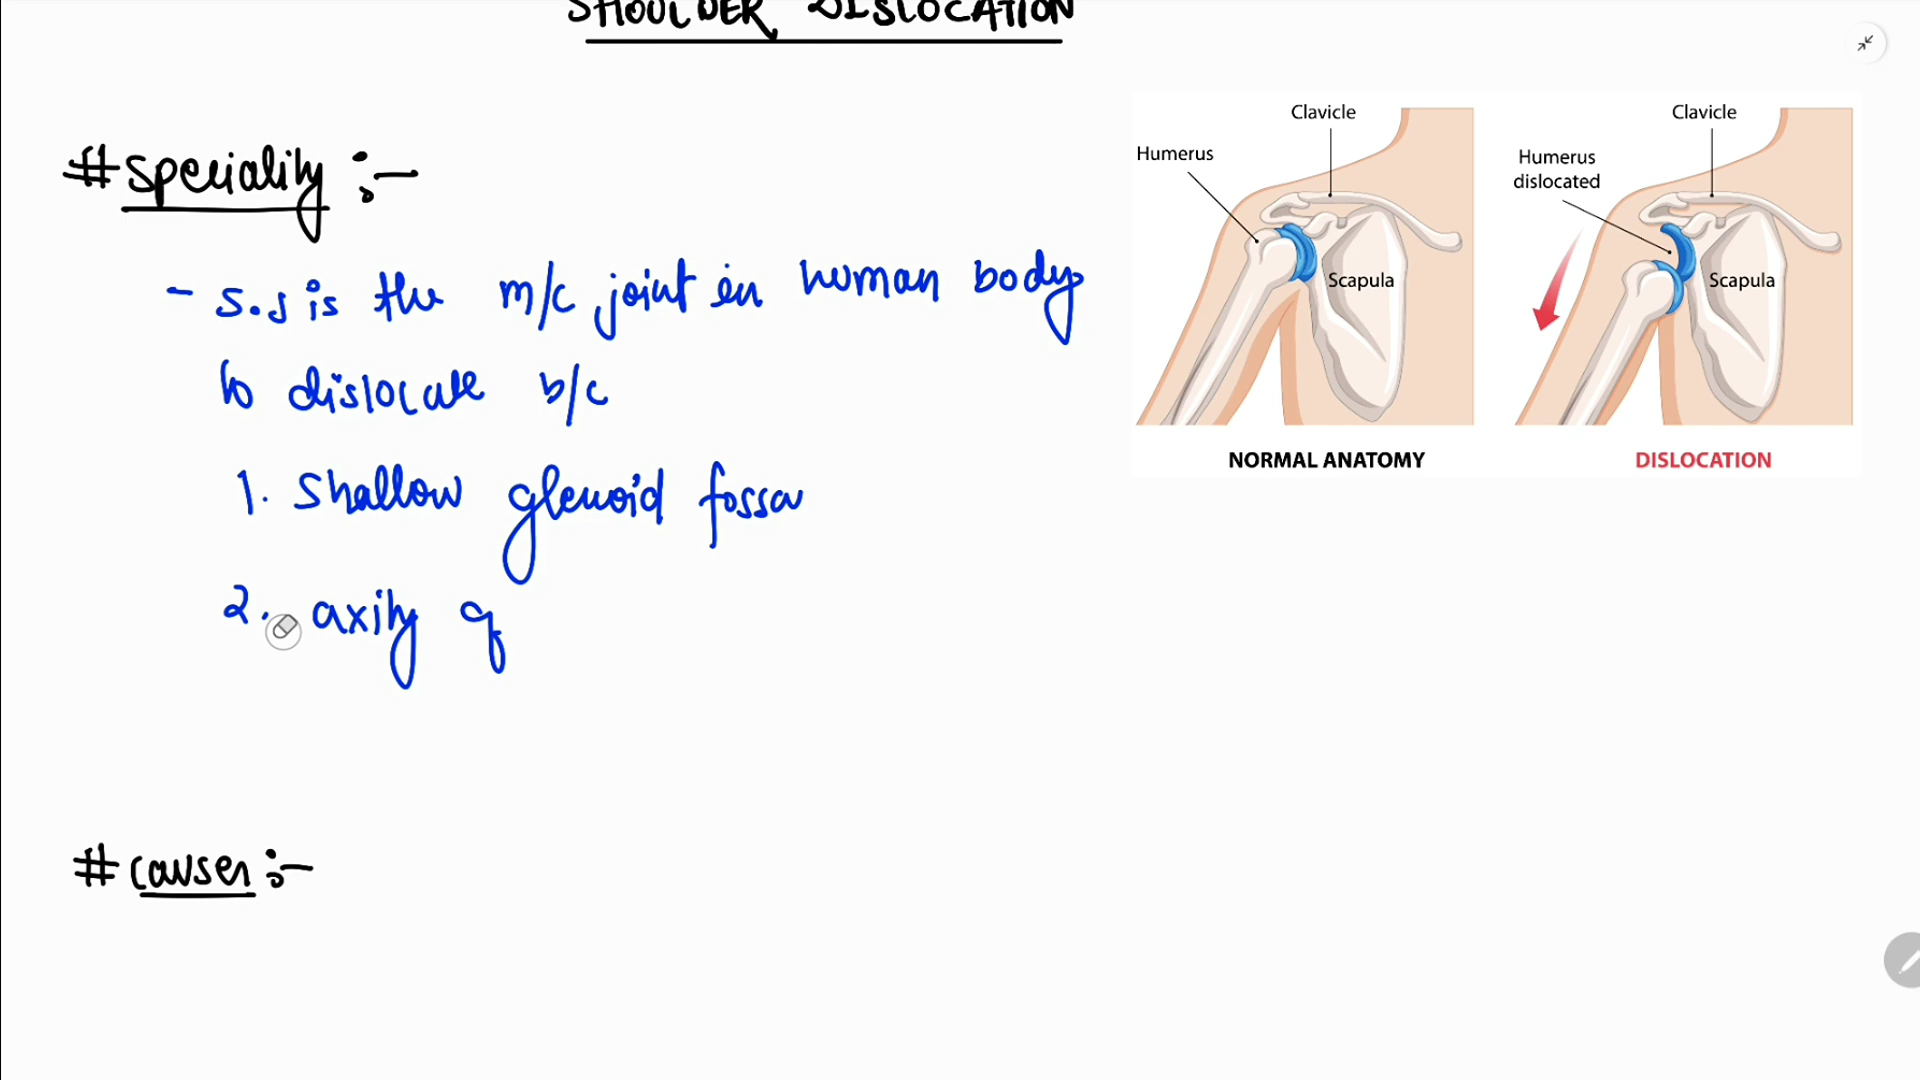 SHOULDER DISLOCATION
#speciality :-
- s.j is the m/c joint in human body
to dislocate b/c
1. shallow glenoid fossa
2. axity of
#causes :-
Clavicle
Humerus
Scapula
NORMAL ANATOMY
Clavicle
Humerus
dislocated
Scapula
DISLOCATION